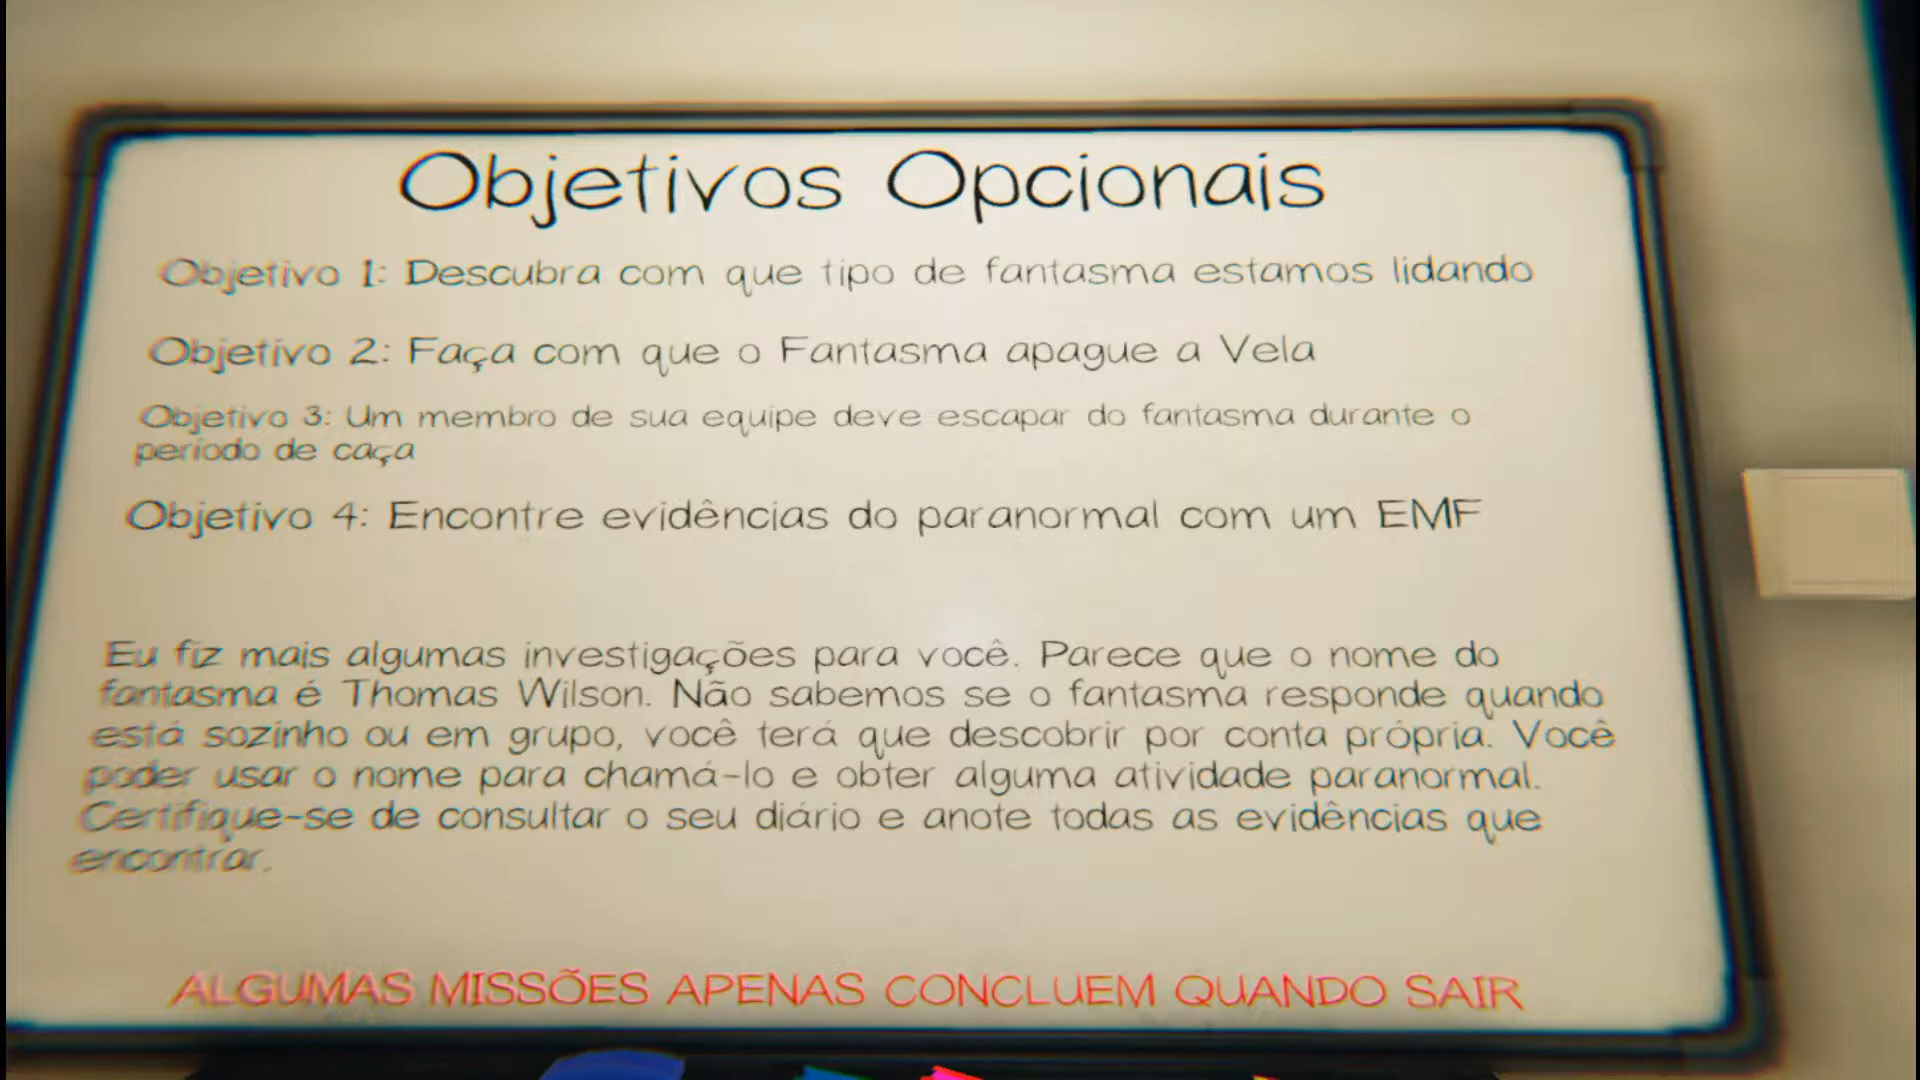 Objetivos Opcionais
Objetivo 1: Descubra com que tipo de fantasma estamos lidando
Objetivo 2: Faça com que o Fantasma apague a Vela
Objetivo 3: Um membro de sua equipe deve escapar do fantasma durante o
período de caça
Objetivo 4: Encontre evidências do paranormal com um EMF
Eu fiz mais algumas investigações para você. Parece que o nome do
fantasma é Thomas Wilson. Não sabemos se o fantasma responde quando
está sozinho ou em grupo, você terá que descobrir por conta própria. Você
poder usar o nome para chamá-lo e obter alguma atividade paranormal.
Certifique-se de consultar o seu diário e anote todas as evidências que
encontrar.
ALGUMAS MISSÕES APENAS CONCLUEM QUANDO SAIR